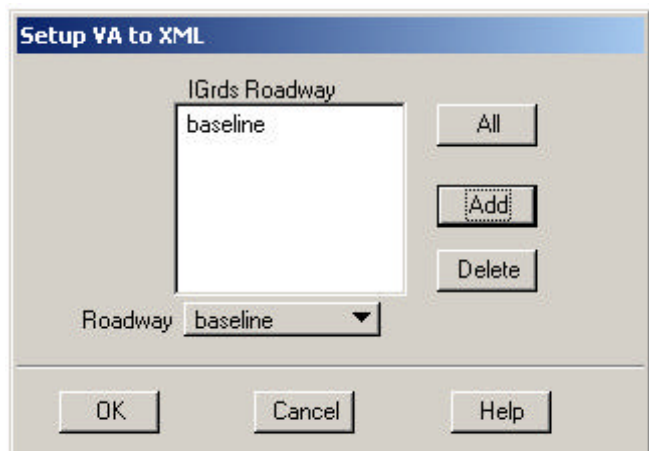 Setup VA to XML
IGrds Roadway
baseline
All
Add
Delete
Roadway baseline
OK Cancel Help